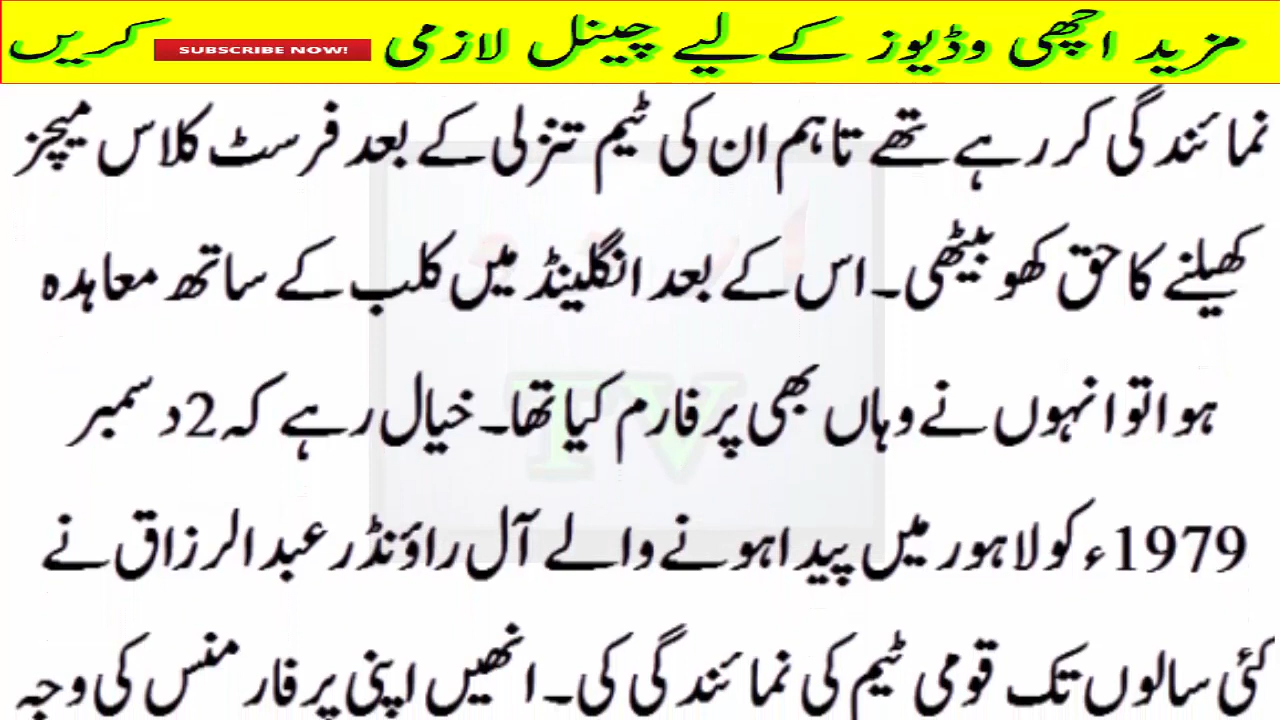 مزید اچھی وڈیوز کے لیے چینل لازمی SUBSCRIBE NOW! کریں
نمائندگی کر رہے تھے تاہم ان کی ٹیم تنزلی کے بعد فرسٹ کلاس میچز
کھیلنے کا حق کھو بیٹھی۔ اس کے بعد انگلینڈ میں کلب کے ساتھ معاہدہ
ہوا تو انہوں نے وہاں بھی پرفارم کیا تھا۔ خیال رہے کہ 2 دسمبر
1979ء کو لاہور میں پیدا ہونے والے آل راؤنڈر عبدالرزاق نے
کئی سالوں تک قومی ٹیم کی نمائندگی کی۔ انھیں اپنی پرفارمنس کی وجہ
TV